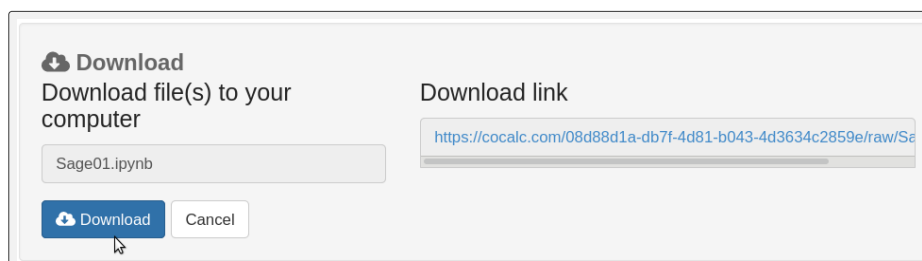 Download
Download file(s) to your
computer
Sage01.ipynb
Download
Cancel
Download link
https://cocalc.com/08d88d1a-db7f-4d81-b043-4d3634c2859e/raw/Sa